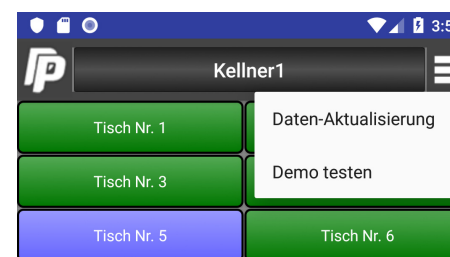 3:5
Kellner1
Daten-Aktualisierung
Tisch Nr. 1
Demo testen
Tisch Nr. 3
Tisch Nr. 5
Tisch Nr. 6